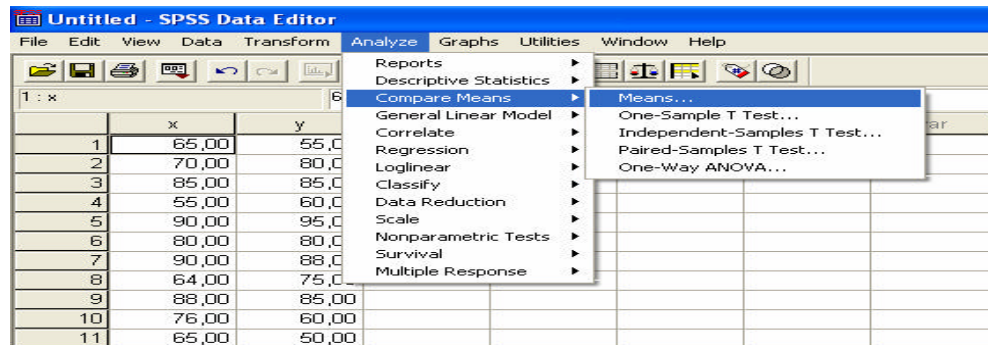 Untitled - SPSS Data Editor
File Edit View Data Transform Analyze Graphs Utilities Window Help
1 : x
6
Reports
Descriptive Statistics
Compare Means
General Linear Model
Correlate
Regression
Loglinear
Classify
Data Reduction
Scale
Nonparametric Tests
Survival
Multiple Response
Means...
One-Sample T Test...
Independent-Samples T Test...
Paired-Samples T Test...
One-Way ANOVA...
x y ar
1 65,00 55,0
2 70,00 80,0
3 85,00 85,0
4 55,00 60,0
5 90,00 95,0
6 80,00 80,0
7 90,00 88,0
8 64,00 75,0
9 88,00 85,00
10 76,00 60,00
11 65,00 50,00